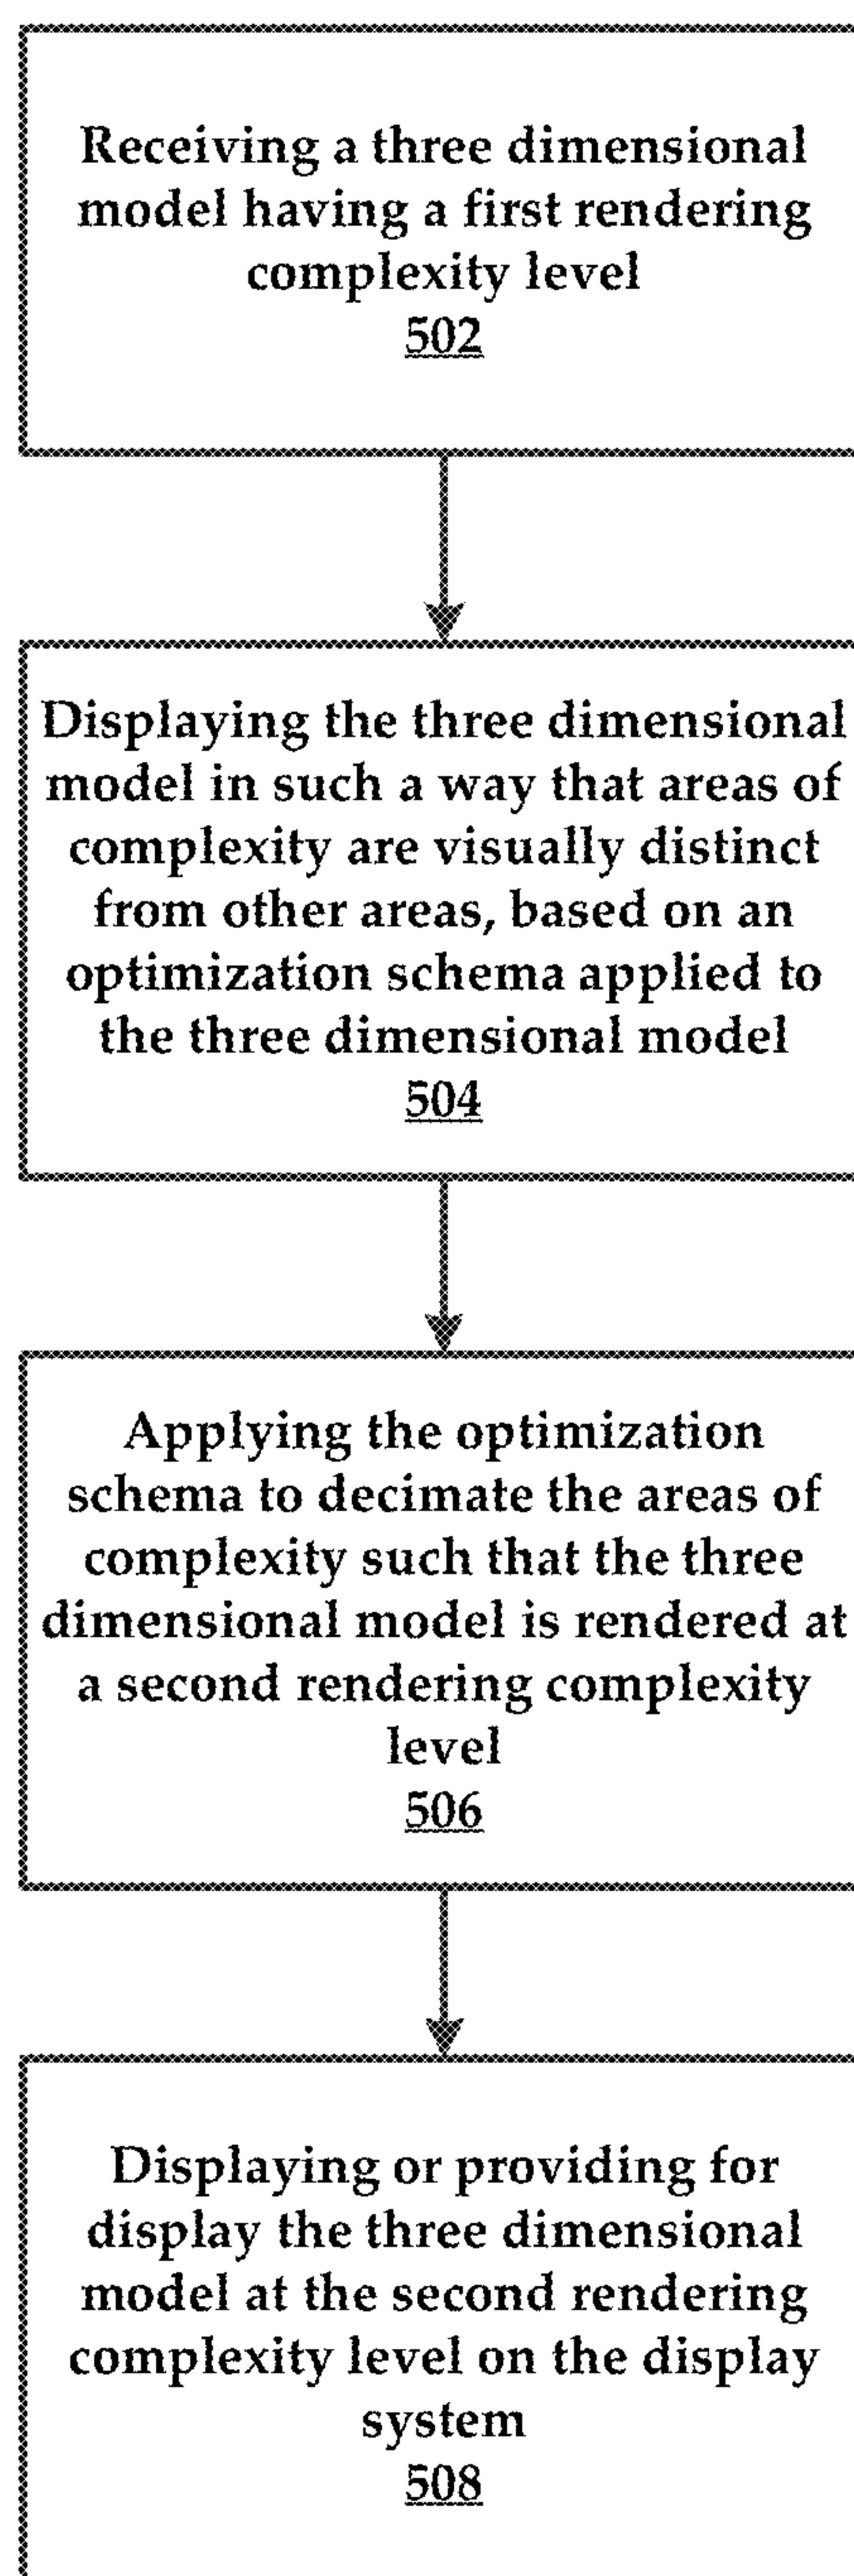 Receiving a three dimensional
model having a first rendering
complexity level
502
Displaying the three dimensional
model in such a way that areas of
complexity are visually distinct
from other areas, based on an
optimization schema applied to
the three dimensional model
504
Applying the optimization
schema to decimate the areas of
complexity such that the three
dimensional model is rendered at
a second rendering complexity
level
506
Displaying or providing for
display the three dimensional
model at the second rendering
complexity level on the display
system
508